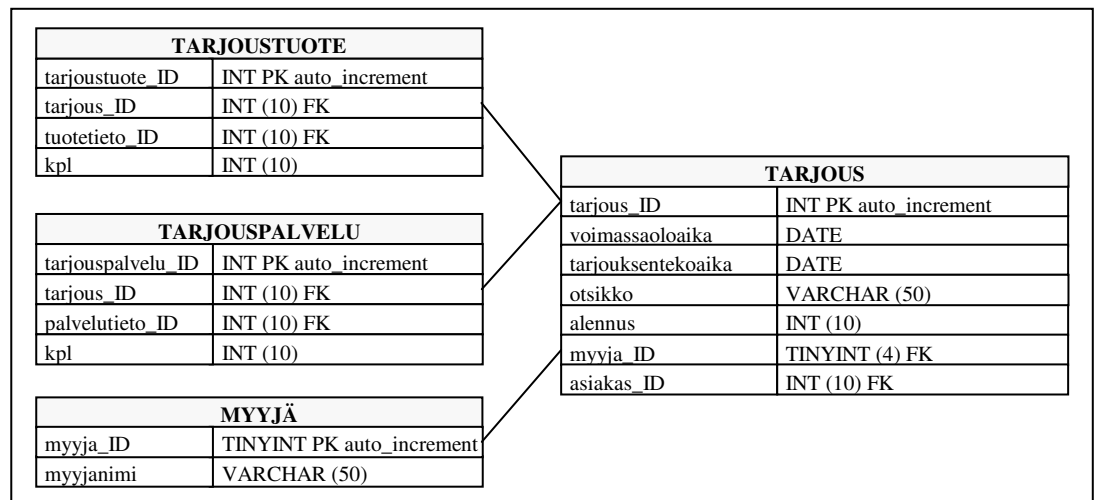 TARJOUSTUOTE
tarjoustuote_ID INT PK auto_increment
tarjous_ID INT (10) FK
tuotetieto_ID INT (10) FK
kpl INT (10)
TARJOUSPALVELU
tarjouspalvelu_ID INT PK auto_increment
tarjous_ID INT (10) FK
palvelutieto_ID INT (10) FK
kpl INT (10)
MYYJÄ
myyja_ID TINYINT PK auto_increment
myyjanimi VARCHAR (50)
TARJOUS
tarjous_ID INT PK auto_increment
voimassaoloaika DATE
tarjouksentekoaika DATE
otsikko VARCHAR (50)
alennus INT (10)
myyja_ID TINYINT (4) FK
asiakas_ID INT (10) FK